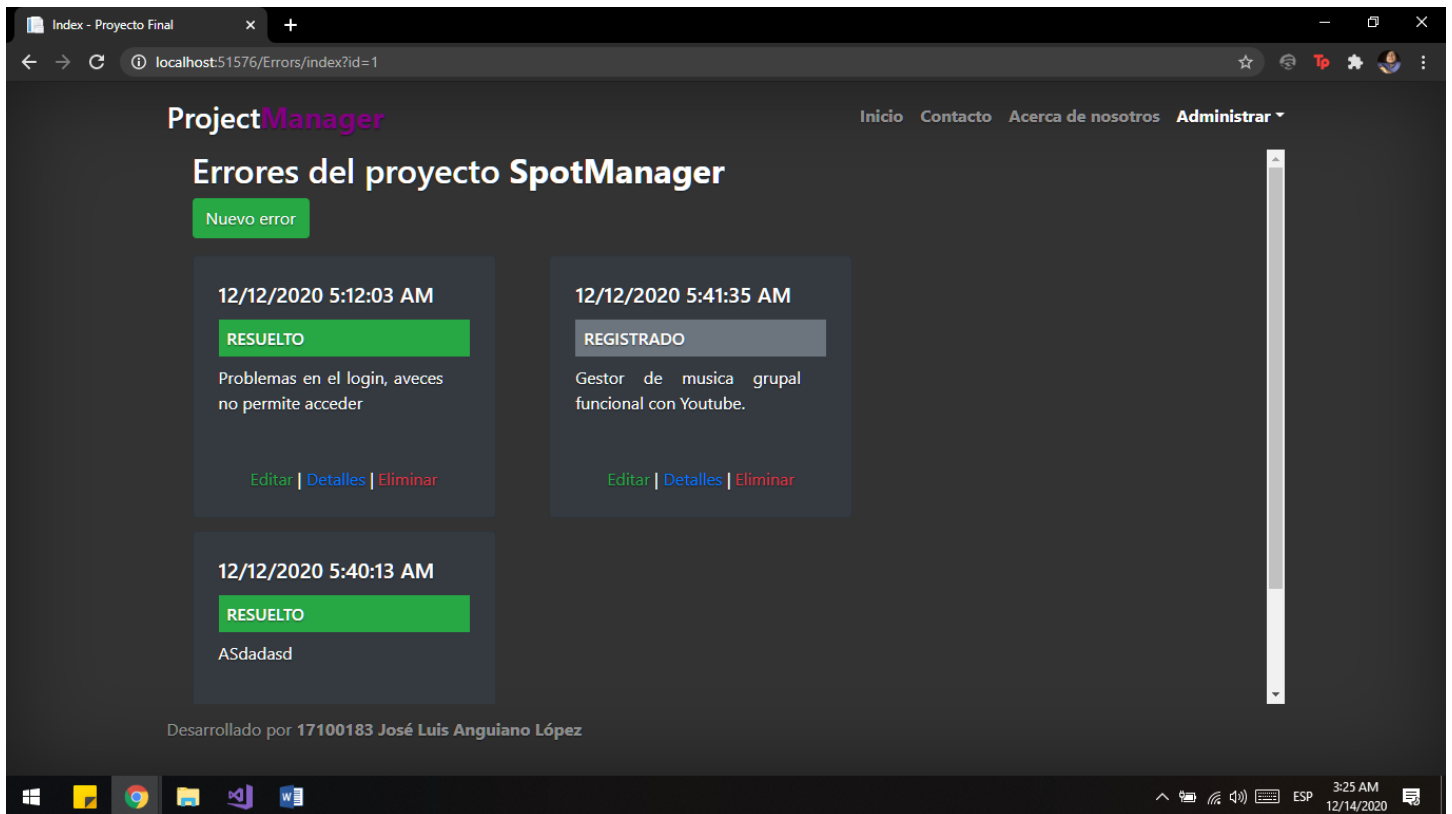 Index - Proyecto Final
localhost:51576/Errors/index?id=1
ProjectManager
Inicio Contacto Acerca de nosotros Administrar
Errores del proyecto SpotManager
Nuevo error
12/12/2020 5:12:03 AM
RESUELTO
Problemas en el login, aveces
no permite acceder
Editar | Detalles | Eliminar
12/12/2020 5:41:35 AM
REGISTRADO
Gestor de musica grupal
funcional con Youtube.
Editar | Detalles | Eliminar
12/12/2020 5:40:13 AM
RESUELTO
ASdadasd
Desarrollado por 17100183 José Luis Anguiano López
ESP
3:25 AM
12/14/2020